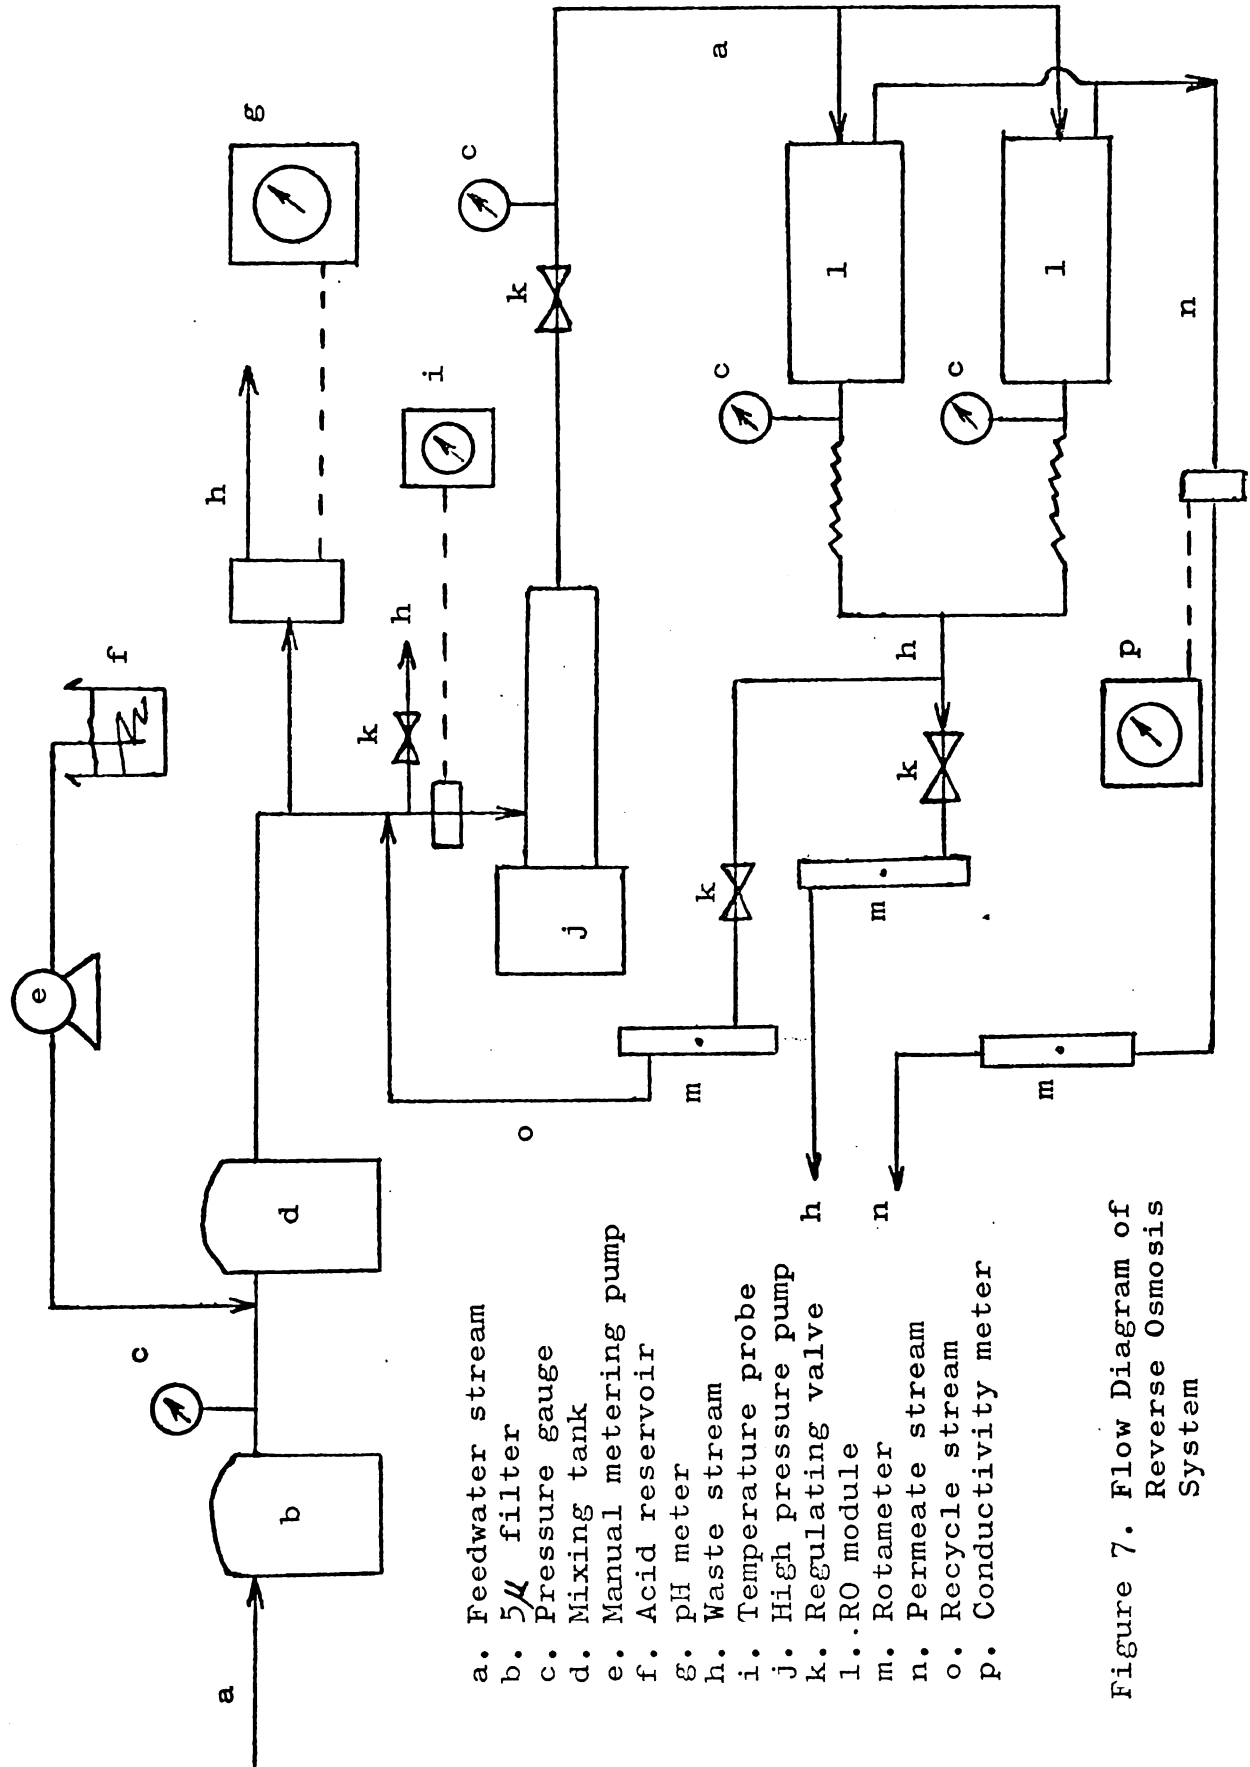 a
b
c
d
e
f
g
h
h
i
j
k
k
c
a
l
l
c
c
h
k
k
m
m
o
h
n
m
n
p
a. Feedwater stream
b. 5μ filter
c. Pressure gauge
d. Mixing tank
e. Manual metering pump
f. Acid reservoir
g. pH meter
h. Waste stream
i. Temperature probe
j. High pressure pump
k. Regulating valve
l..RO module
m. Rotameter
n. Permeate stream
o. Recycle stream
p. Conductivity meter
Figure 7. Flow Diagram of
Reverse Osmosis
System